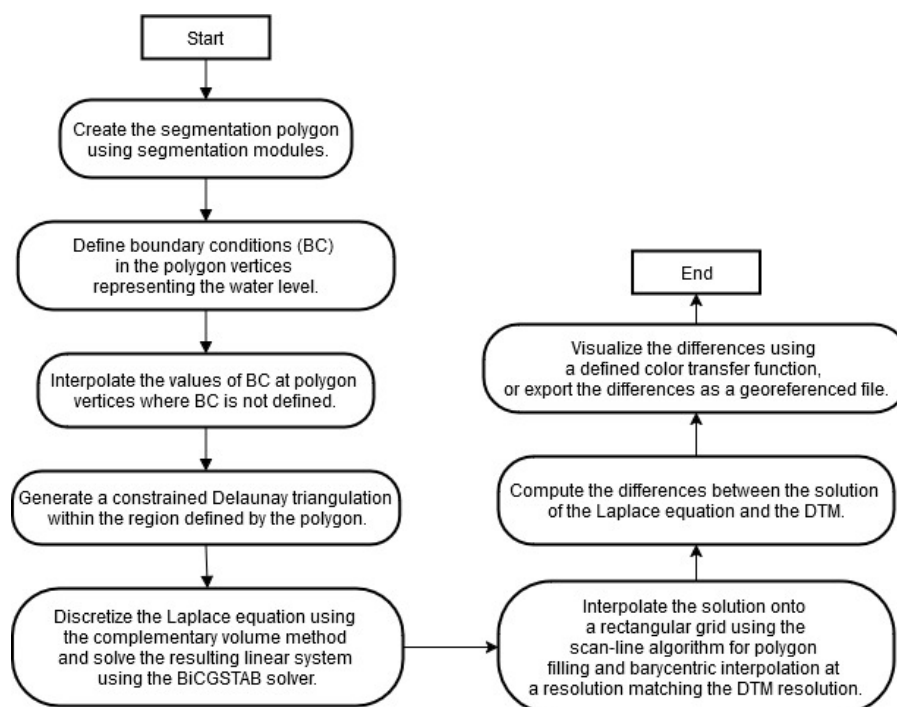 Start
Create the segmentation polygon
using segmentation modules.
Define boundary conditions (BC)
in the polygon vertices
representing the water level.
Interpolate the values of BC at polygon
vertices where BC is not defined.
Generate a constrained Delaunay triangulation
within the region defined by the polygon.
Discretize the Laplace equation using
the complementary volume method
and solve the resulting linear system
using the BiCGSTAB solver.
Interpolate the solution onto
a rectangular grid using the
scan-line algorithm for polygon
filling and barycentric interpolation at
a resolution matching the DTM resolution.
Compute the differences between the solution
of the Laplace equation and the DTM.
Visualize the differences using
a defined color transfer function,
or export the differences as a georeferenced file.
End